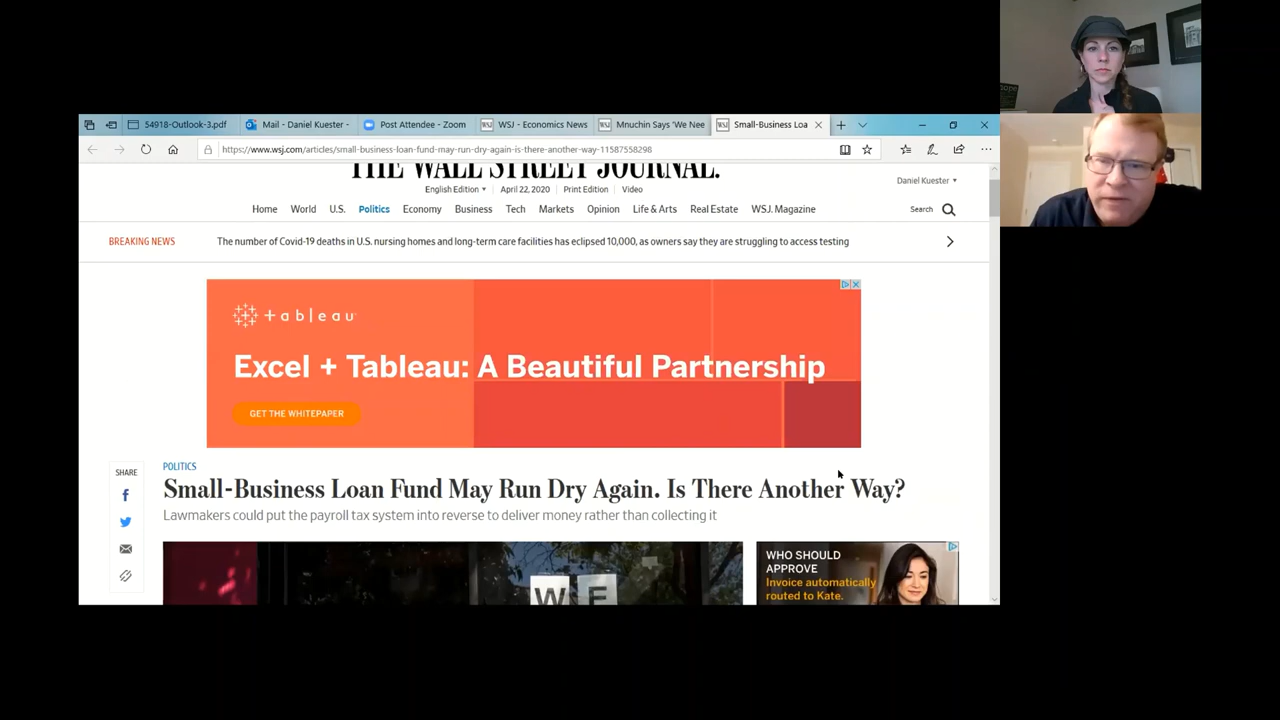 54918-Outlook-3.pdf
Mail - Daniel Kuester -
Post Attendee - Zoom
WSJ - Economics News
Mnuchin Says 'We Nee
Small-Business Loa
https://www.wsj.com/articles/small-business-loan-fund-may-run-dry-again-is-there-another-way-11587558298
THE WALL STREET JOURNAL.
English Edition
April 22, 2020
Print Edition
Video
Daniel Kuester
Home World U.S. Politics Economy Business Tech Markets Opinion Life & Arts Real Estate WSJ. Magazine
Search
BREAKING NEWS
The number of Covid-19 deaths in U.S. nursing homes and long-term care facilities has eclipsed 10,000, as owners say they are struggling to access testing
+ableau
Excel + Tableau: A Beautiful Partnership
GET THE WHITEPAPER
POLITICS
SHARE
Small-Business Loan Fund May Run Dry Again. Is There Another Way?
Lawmakers could put the payroll tax system into reverse to deliver money rather than collecting it
W E
WHO SHOULD
APPROVE
Invoice automatically
routed to Kate.